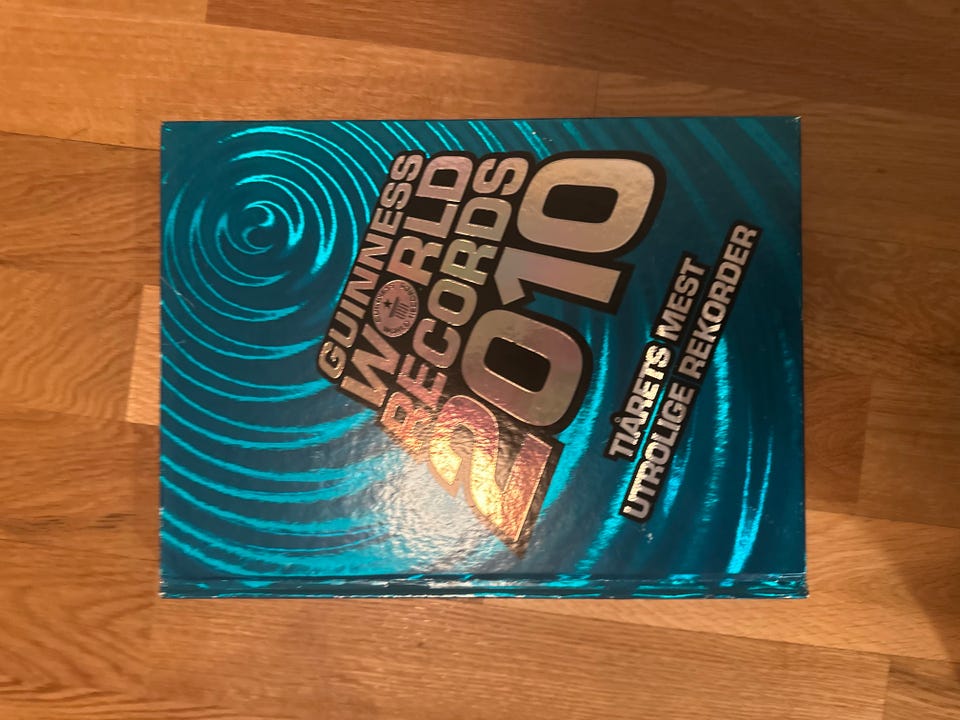 GUINNESS
WORLD
RECORDS
2010
TIÅRETS MEST
UTROLIGE REKORDER